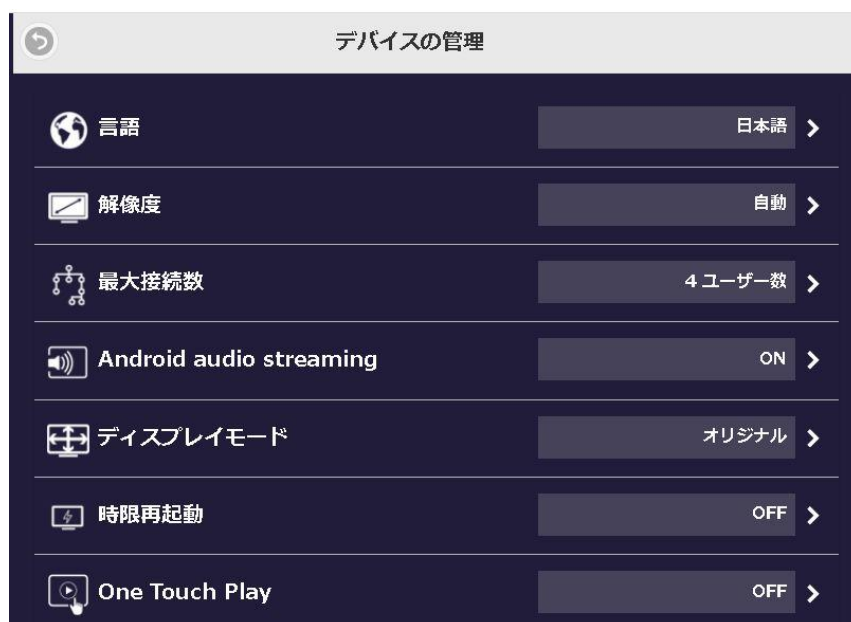 デバイスの管理
言語 日本語
解像度 自動
最大接続数 4 ユーザー数
Android audio streaming ON
ディスプレイモード オリジナル
時限再起動 OFF
One Touch Play OFF